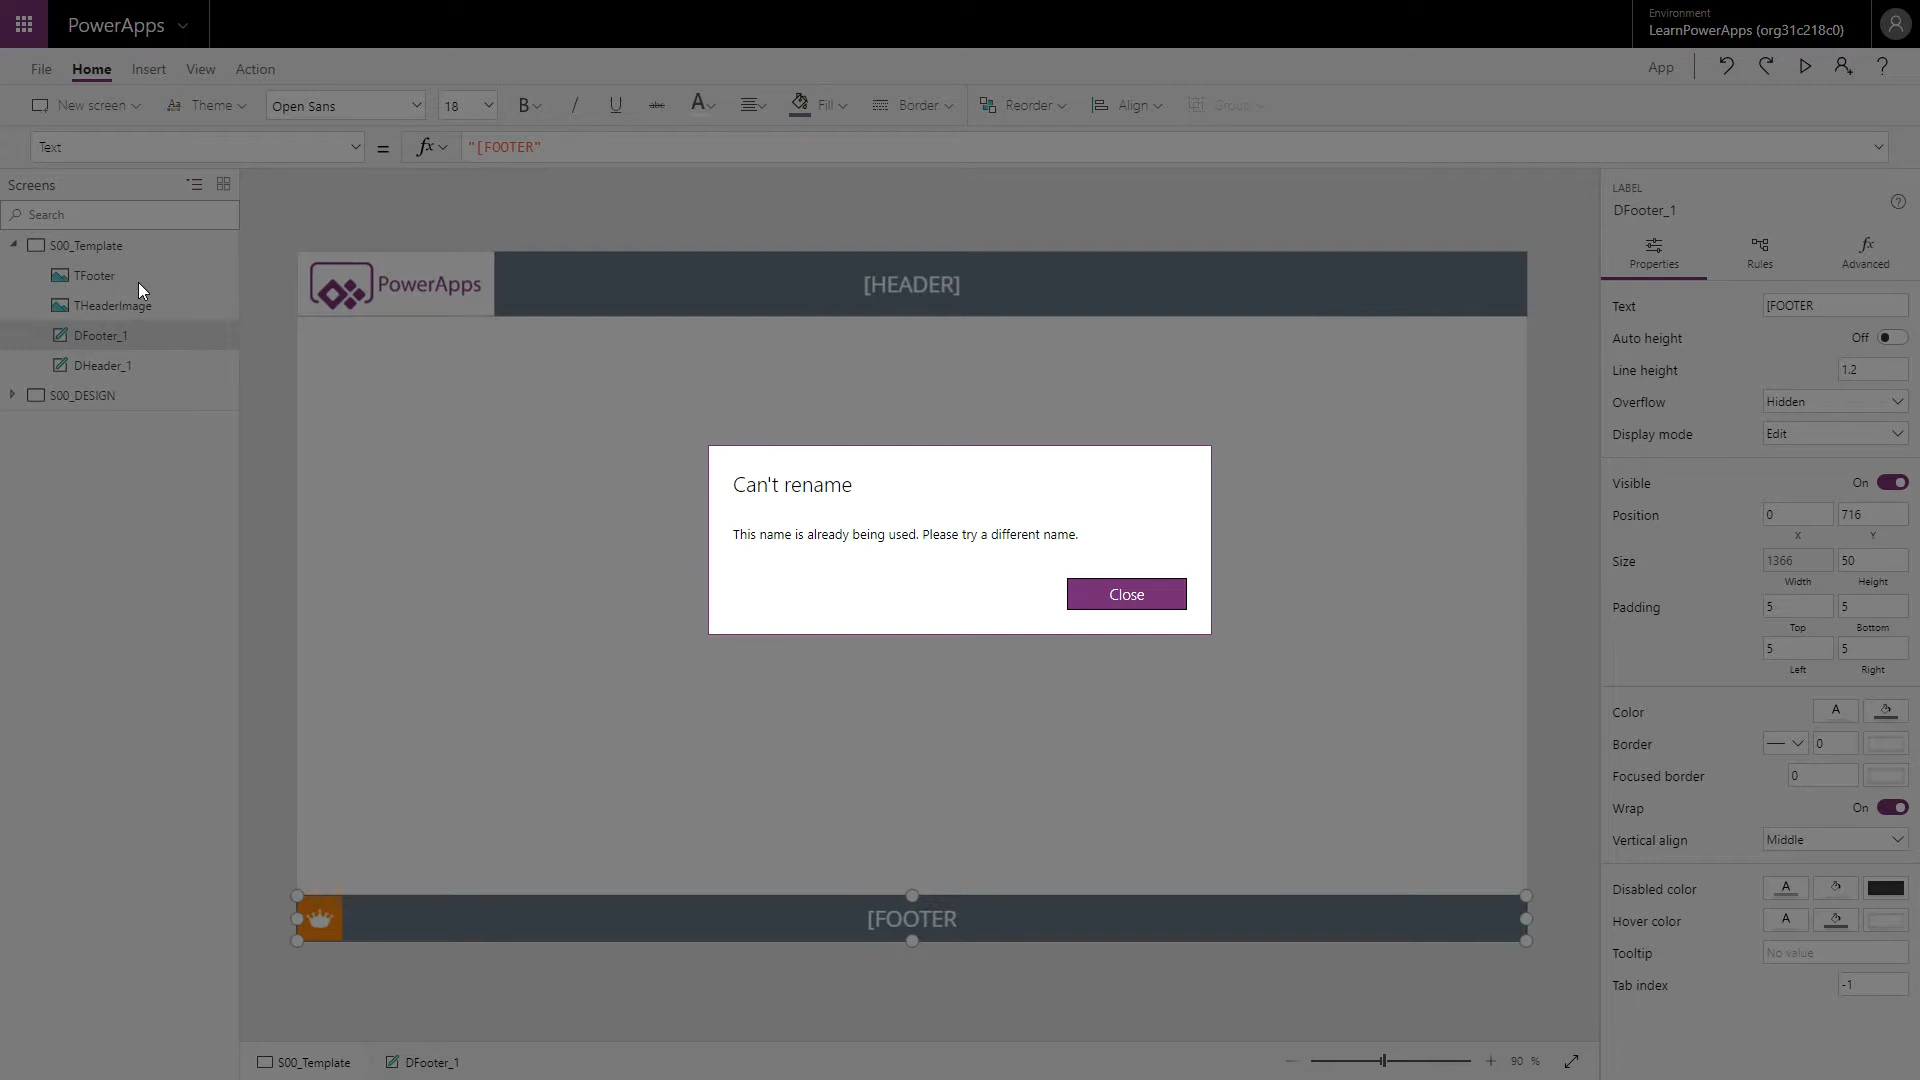 PowerApps
Environment
LearnPowerApps (org31c218c0)
File Home Insert View Action
App
New screen Theme Open Sans 18 B / U abc A Fill Border Reorder Align Group
Text = fx "[FOOTER"
Screens
Search
S00_Template
TFooter
THeaderImage
DFooter_1
DHeader_1
S00_DESIGN
PowerApps
[HEADER]
Can't rename
This name is already being used. Please try a different name.
Close
[FOOTER
S00_Template DFooter_1
90 %
LABEL
DFooter_1
Properties Rules fx Advanced
Text [FOOTER
Auto height Off
Line height 1.2
Overflow Hidden
Display mode Edit
Visible On
Position 0 716
X Y
Size 1366 50
Width Height
Padding 5 5
Top Bottom
5 5
Left Right
Color A
Border 0
Focused border 0
Wrap On
Vertical align Middle
Disabled color A
Hover color A
Tooltip No value
Tab index -1